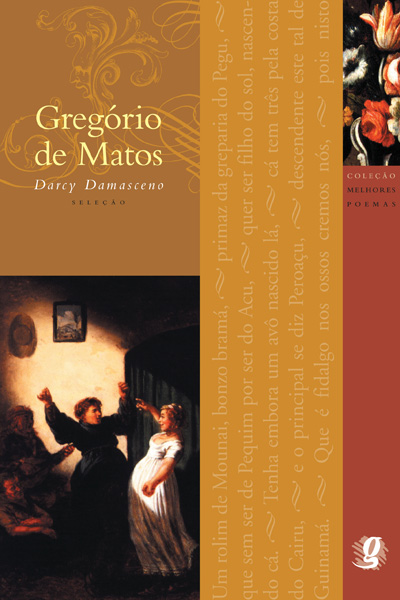 Gregório
de Matos
Darcy Damasceno
SELEÇÃO
Um rolim de Mounai, bonzo bramá, ~ primaz da greparia do Pegu, ~
que sem ser de Pequim por ser do Acu, ~ quer ser filho do sol, nascen-
do cá. ~ Tenha embora um avô nascido lá, ~ cá tem três pela costa
do Cairu, ~ e o principal se diz Peroaçu, ~ descendente este tal de
Guinamá. ~ Que é fidalgo nos ossos cremos nós, ~ pois nisto
COLEÇÃO
MELHORES
POEMAS
g